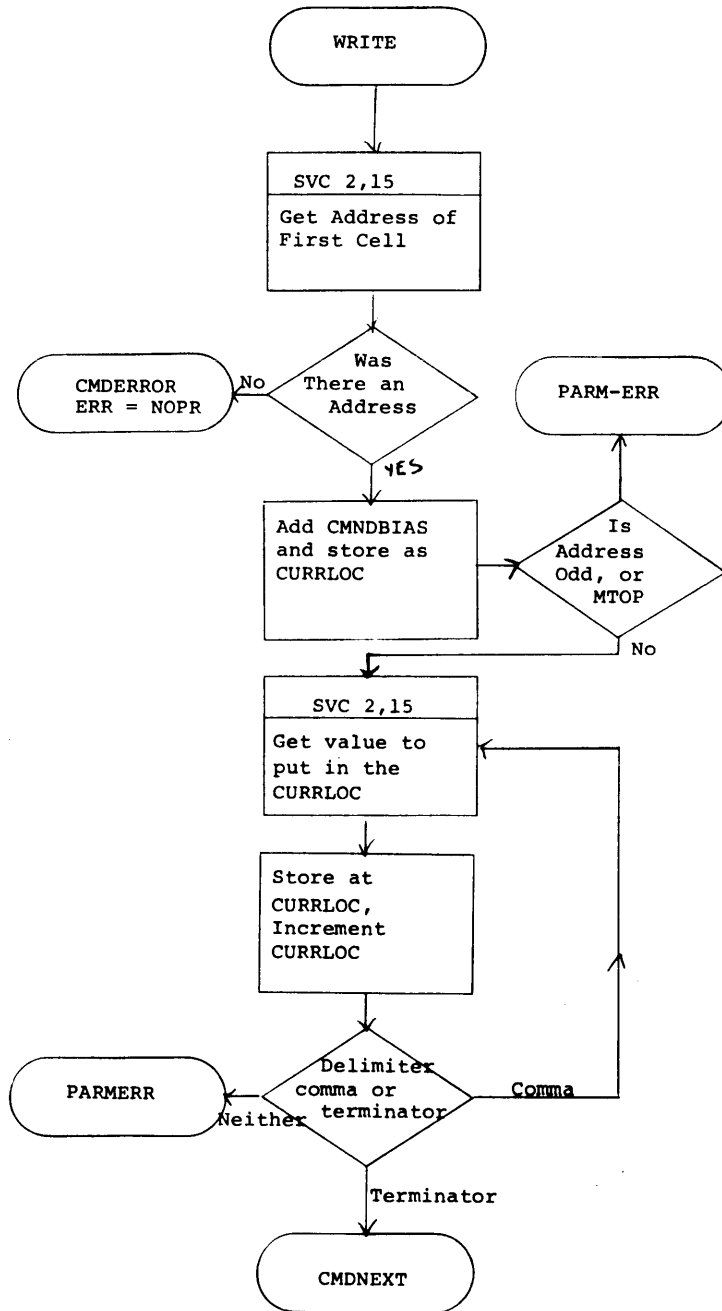 WRITE
SVC 2,15
Get Address of
First Cell
Was
There an
Address
No
CMDERROR
ERR = NOPR
YES
PARM-ERR
Add CMNDBIAS
and store as
CURRLOC
Is
Address
Odd, or
MTOP
No
SVC 2,15
Get value to
put in the
CURRLOC
Store at
CURRLOC,
Increment
CURRLOC
Delimiter
comma or
terminator
Comma
PARMERR
Neither
Terminator
CMDNEXT